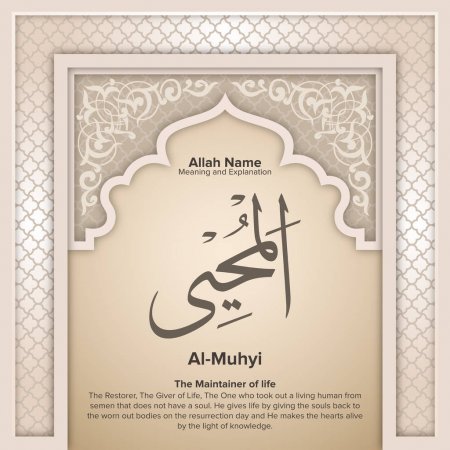 Allah Name
Meaning and Explanation
اَلْمُحْيِى
Al-Muhyi
The Maintainer of life
The Restorer, The Giver of Life, The One who took out a living human from
semen that does not have a soul. He gives life by giving the souls back to
the worn out bodies on the resurrection day and He makes the hearts alive
by the light of knowledge.